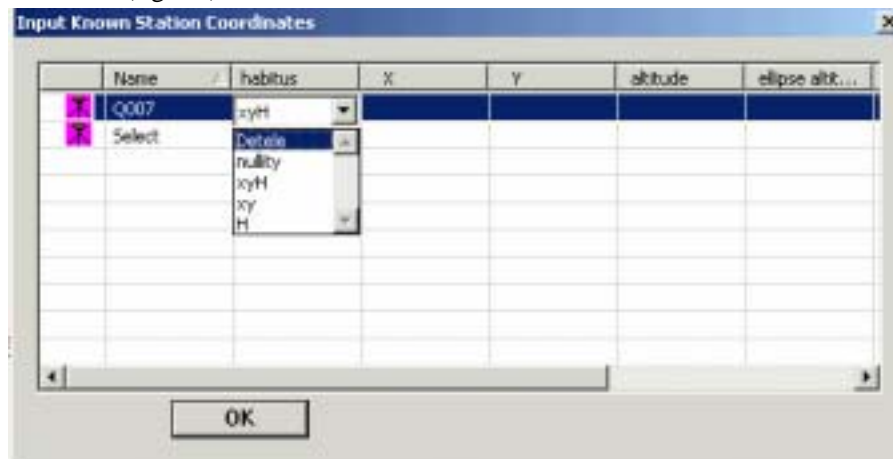 Input Known Station Coordinates
Name / habitus X Y altitude ellipse altit...
Q007 xyH
Select Detele
nullity
xyH
xy
H
OK